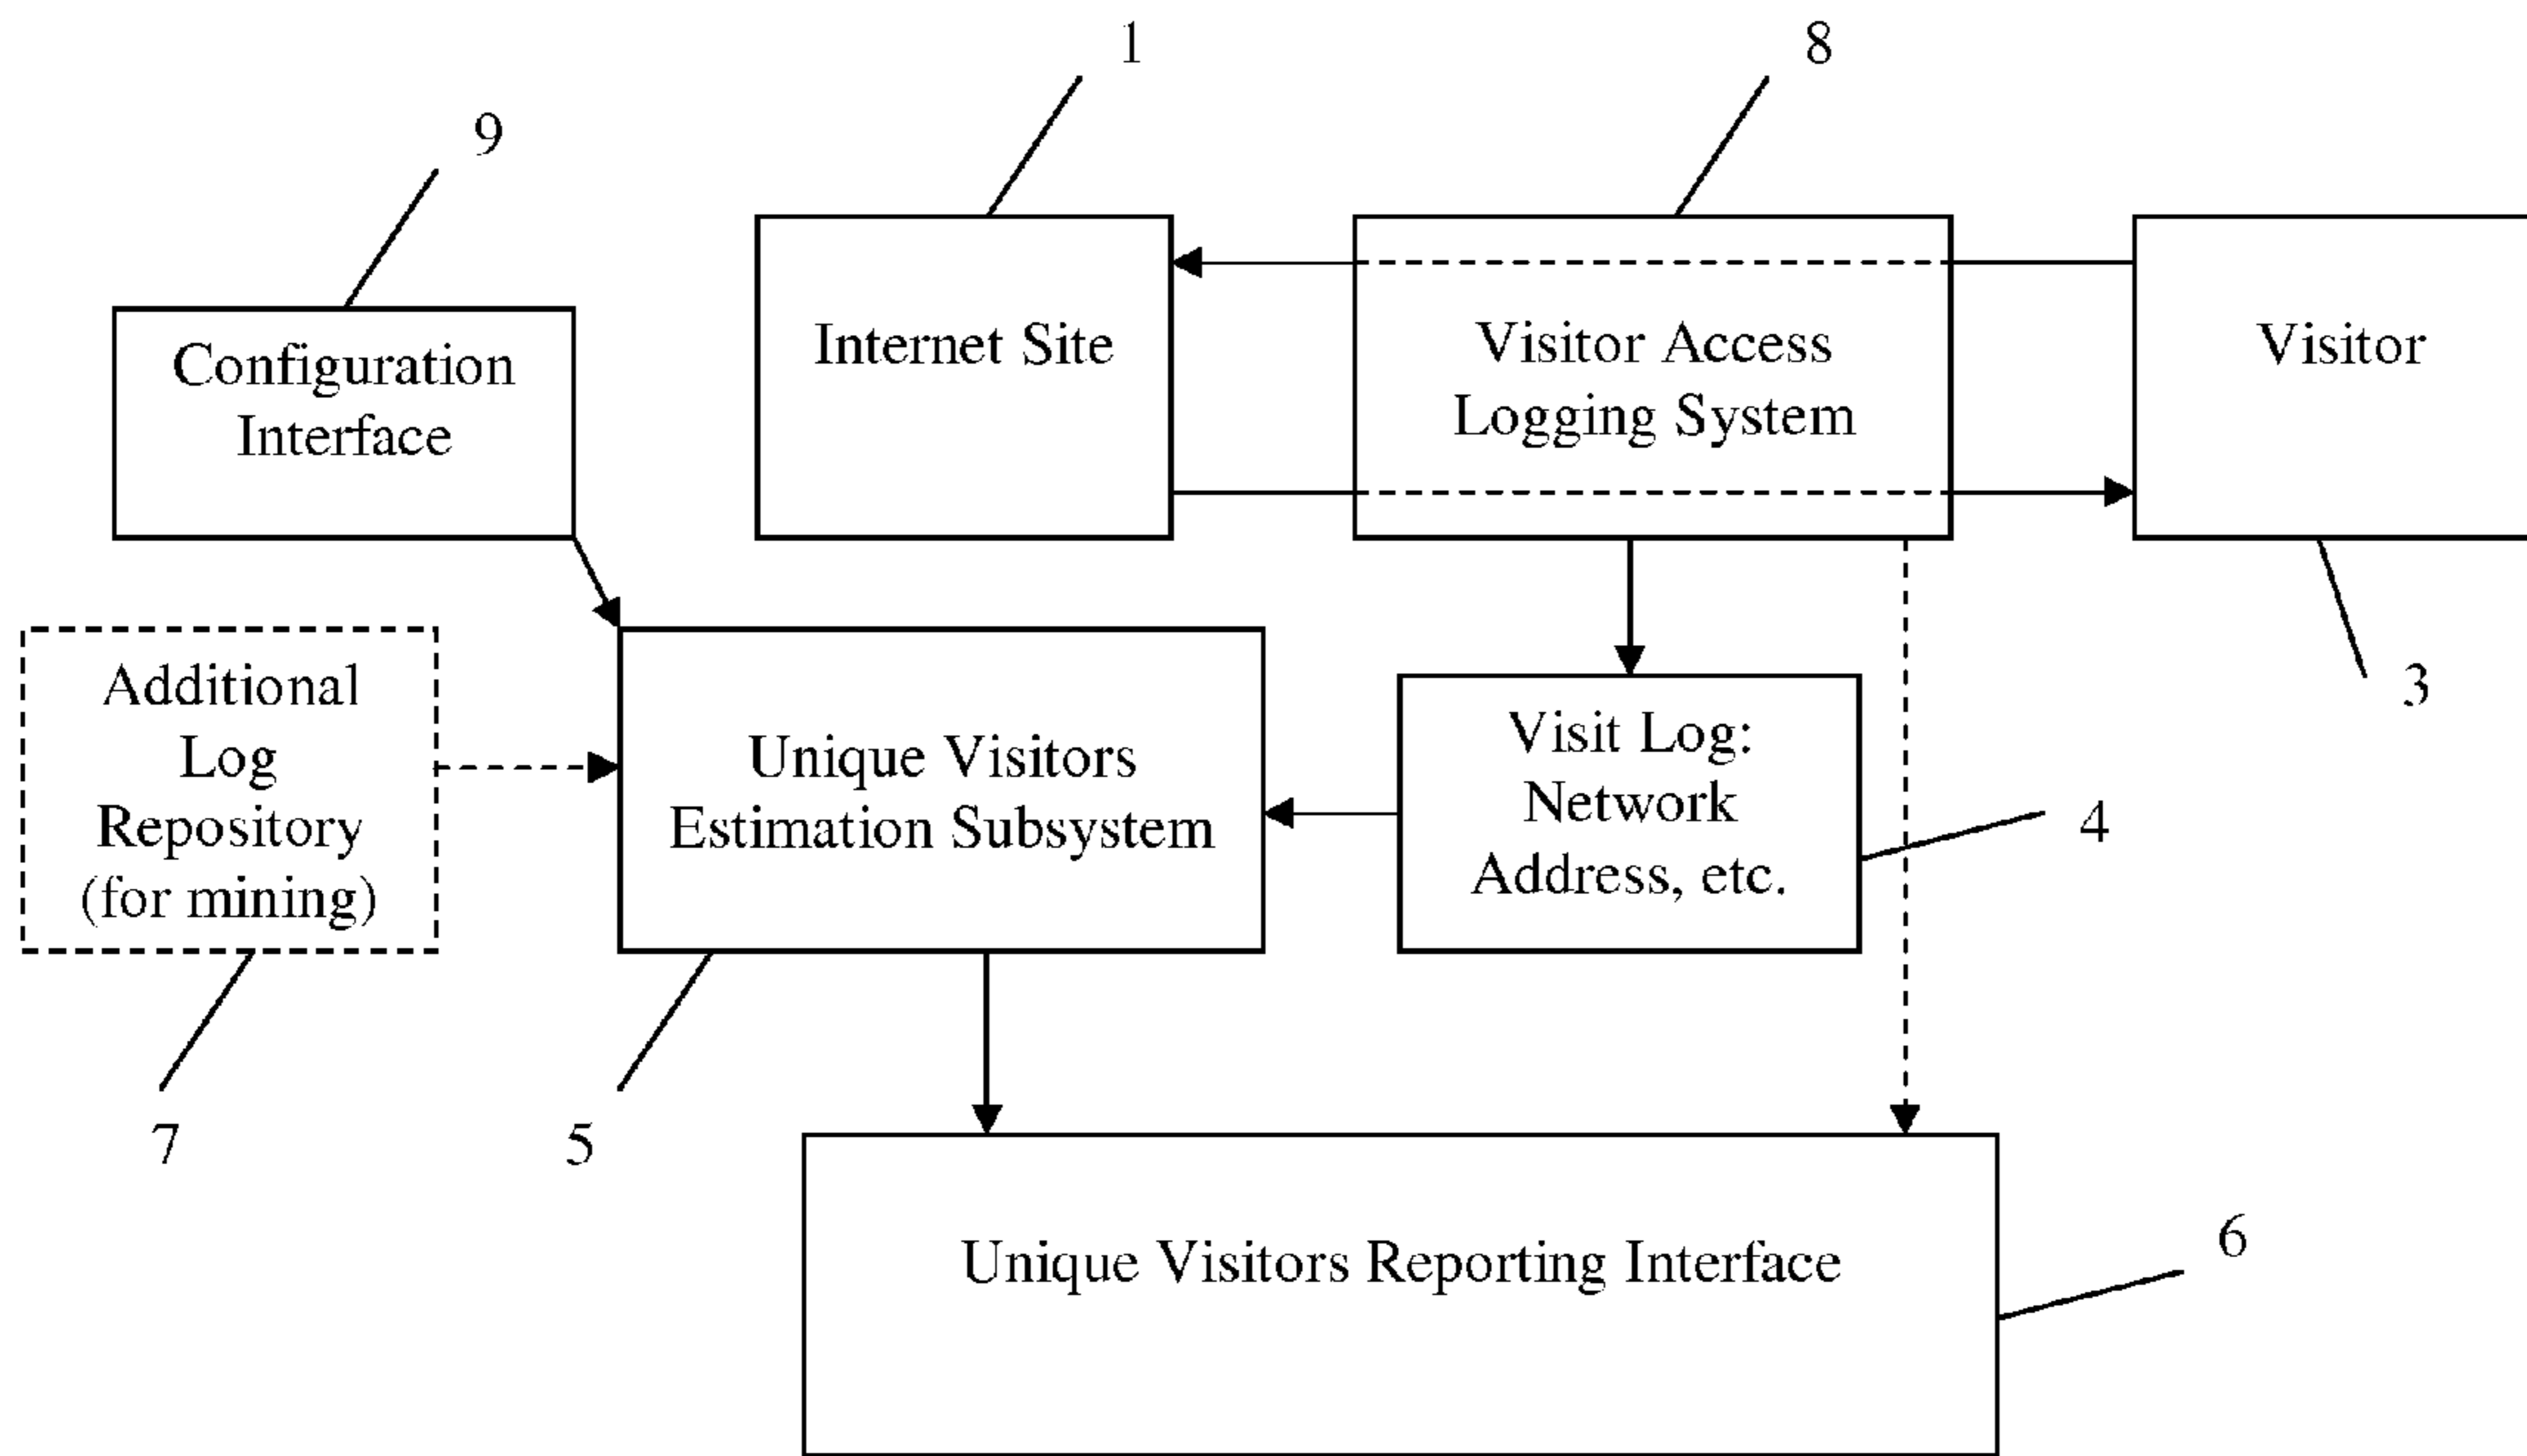 1
8
9
Internet Site
Visitor Access
Logging System
Visitor
Configuration
Interface
3
Additional
Log
Repository
(for mining)
Unique Visitors
Estimation Subsystem
Visit Log:
Network
Address, etc.
4
7
5
Unique Visitors Reporting Interface
6